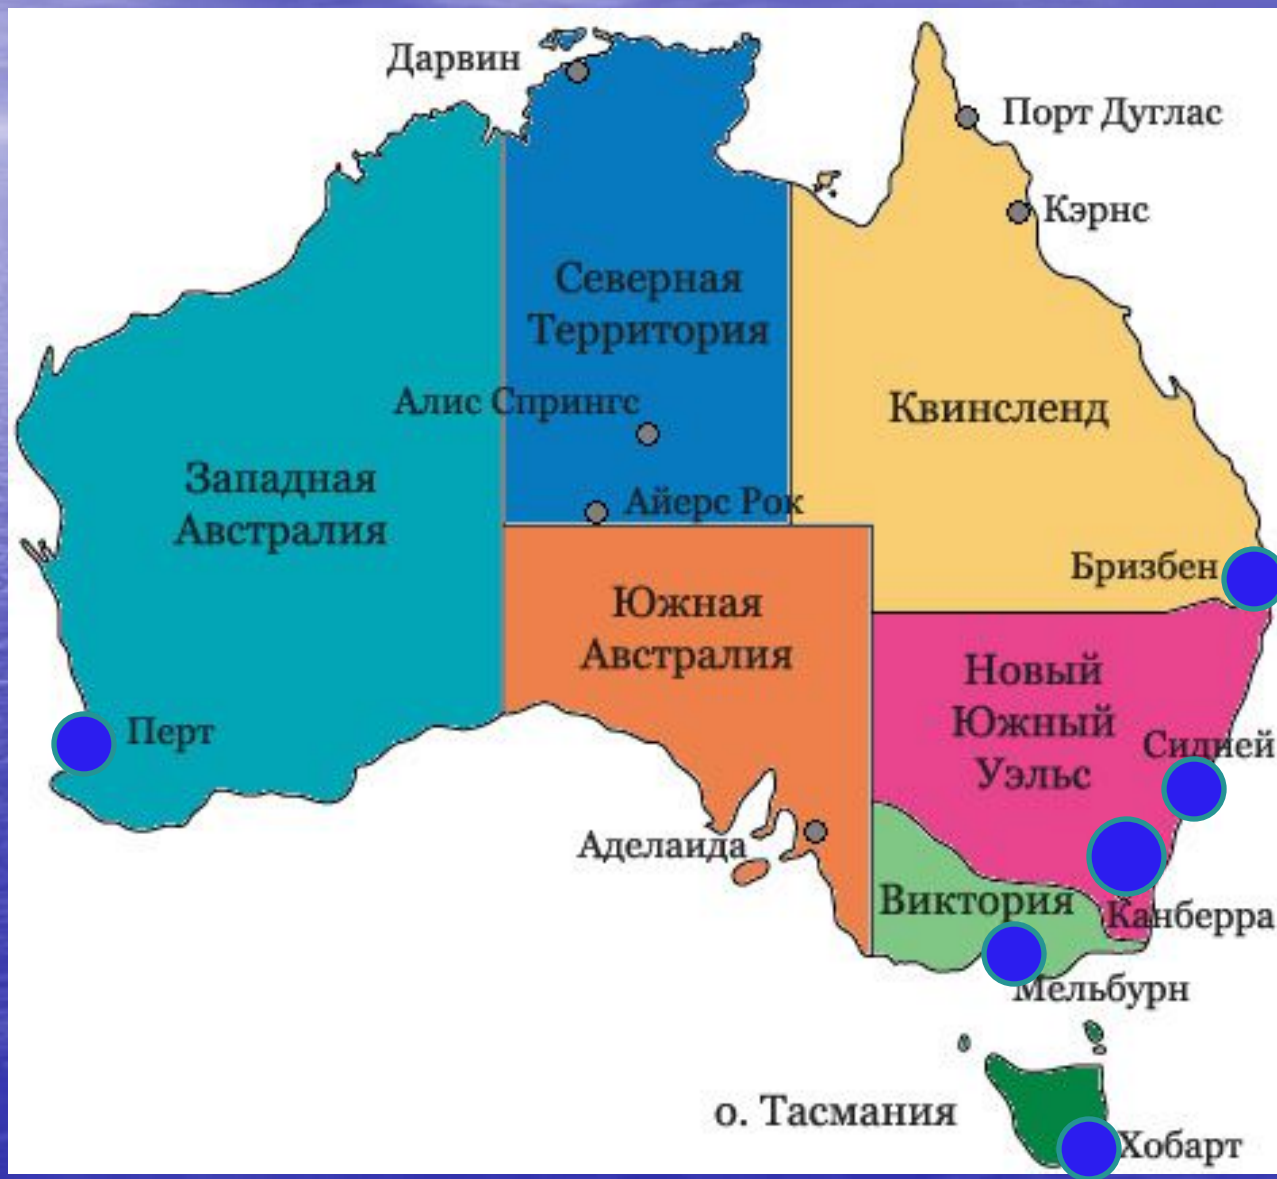 Дарвин
Порт Дуглас
Кэрнс
Северная
Территория
Алис Спрингс
Квинсленд
Западная
Австралия
Айерс Рок
Бризбен
Южная
Австралия
Новый
Южный
Уэльс
Перт
Сидней
Аделаида
Виктория
Канберра
Мельбурн
о. Тасмания
Хобарт